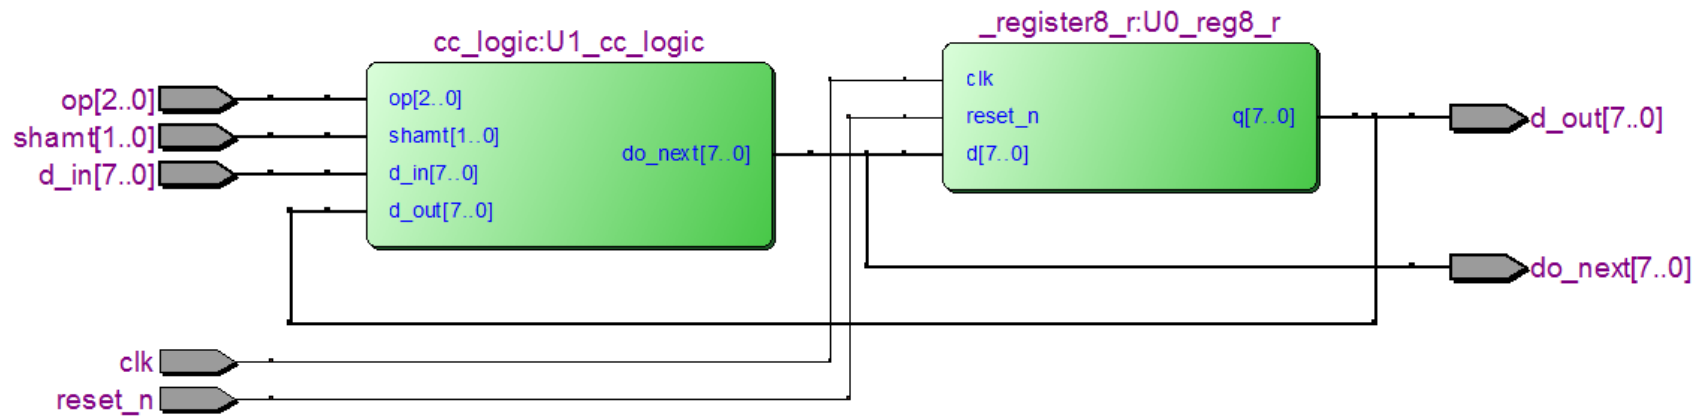 cc_logic:U1_cc_logic
op[2..0]
shamt[1..0]
d_in[7..0]
op[2..0]
shamt[1..0]
d_in[7..0]
d_out[7..0]
do_next[7..0]
_register8_r:U0_reg8_r
clk
reset_n
d[7..0]
q[7..0]
d_out[7..0]
do_next[7..0]
clk
reset_n